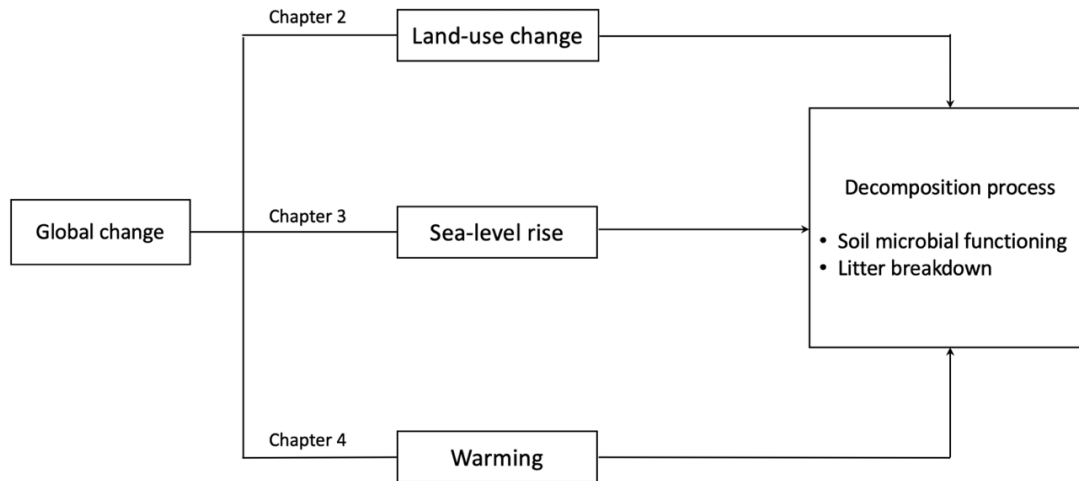 Chapter 2
Land-use change
Global change
Chapter 3
Sea-level rise
Decomposition process
• Soil microbial functioning
• Litter breakdown
Chapter 4
Warming